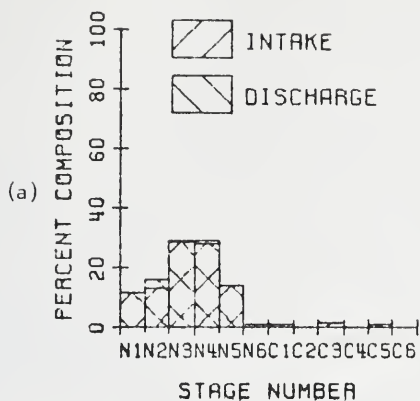 INTAKE
DISCHARGE
(a)
PERCENT COMPOSITION
100
80
60
40
20
0
N1N2N3N4N5N6C1C2C3C4C5C6
STAGE NUMBER